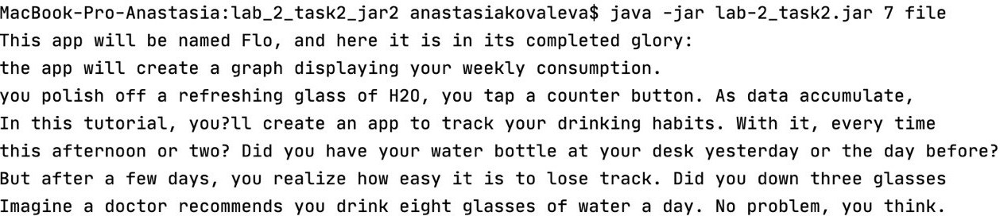 MacBook-Pro-Anastasia:lab_2_task2_jar2 anastasiakovaleva$ java -jar lab-2_task2.jar 7 file
This app will be named Flo, and here it is in its completed glory:
the app will create a graph displaying your weekly consumption.
you polish off a refreshing glass of H2O, you tap a counter button. As data accumulate,
In this tutorial, you?ll create an app to track your drinking habits. With it, every time
this afternoon or two? Did you have your water bottle at your desk yesterday or the day before?
But after a few days, you realize how easy it is to lose track. Did you down three glasses
Imagine a doctor recommends you drink eight glasses of water a day. No problem, you think.